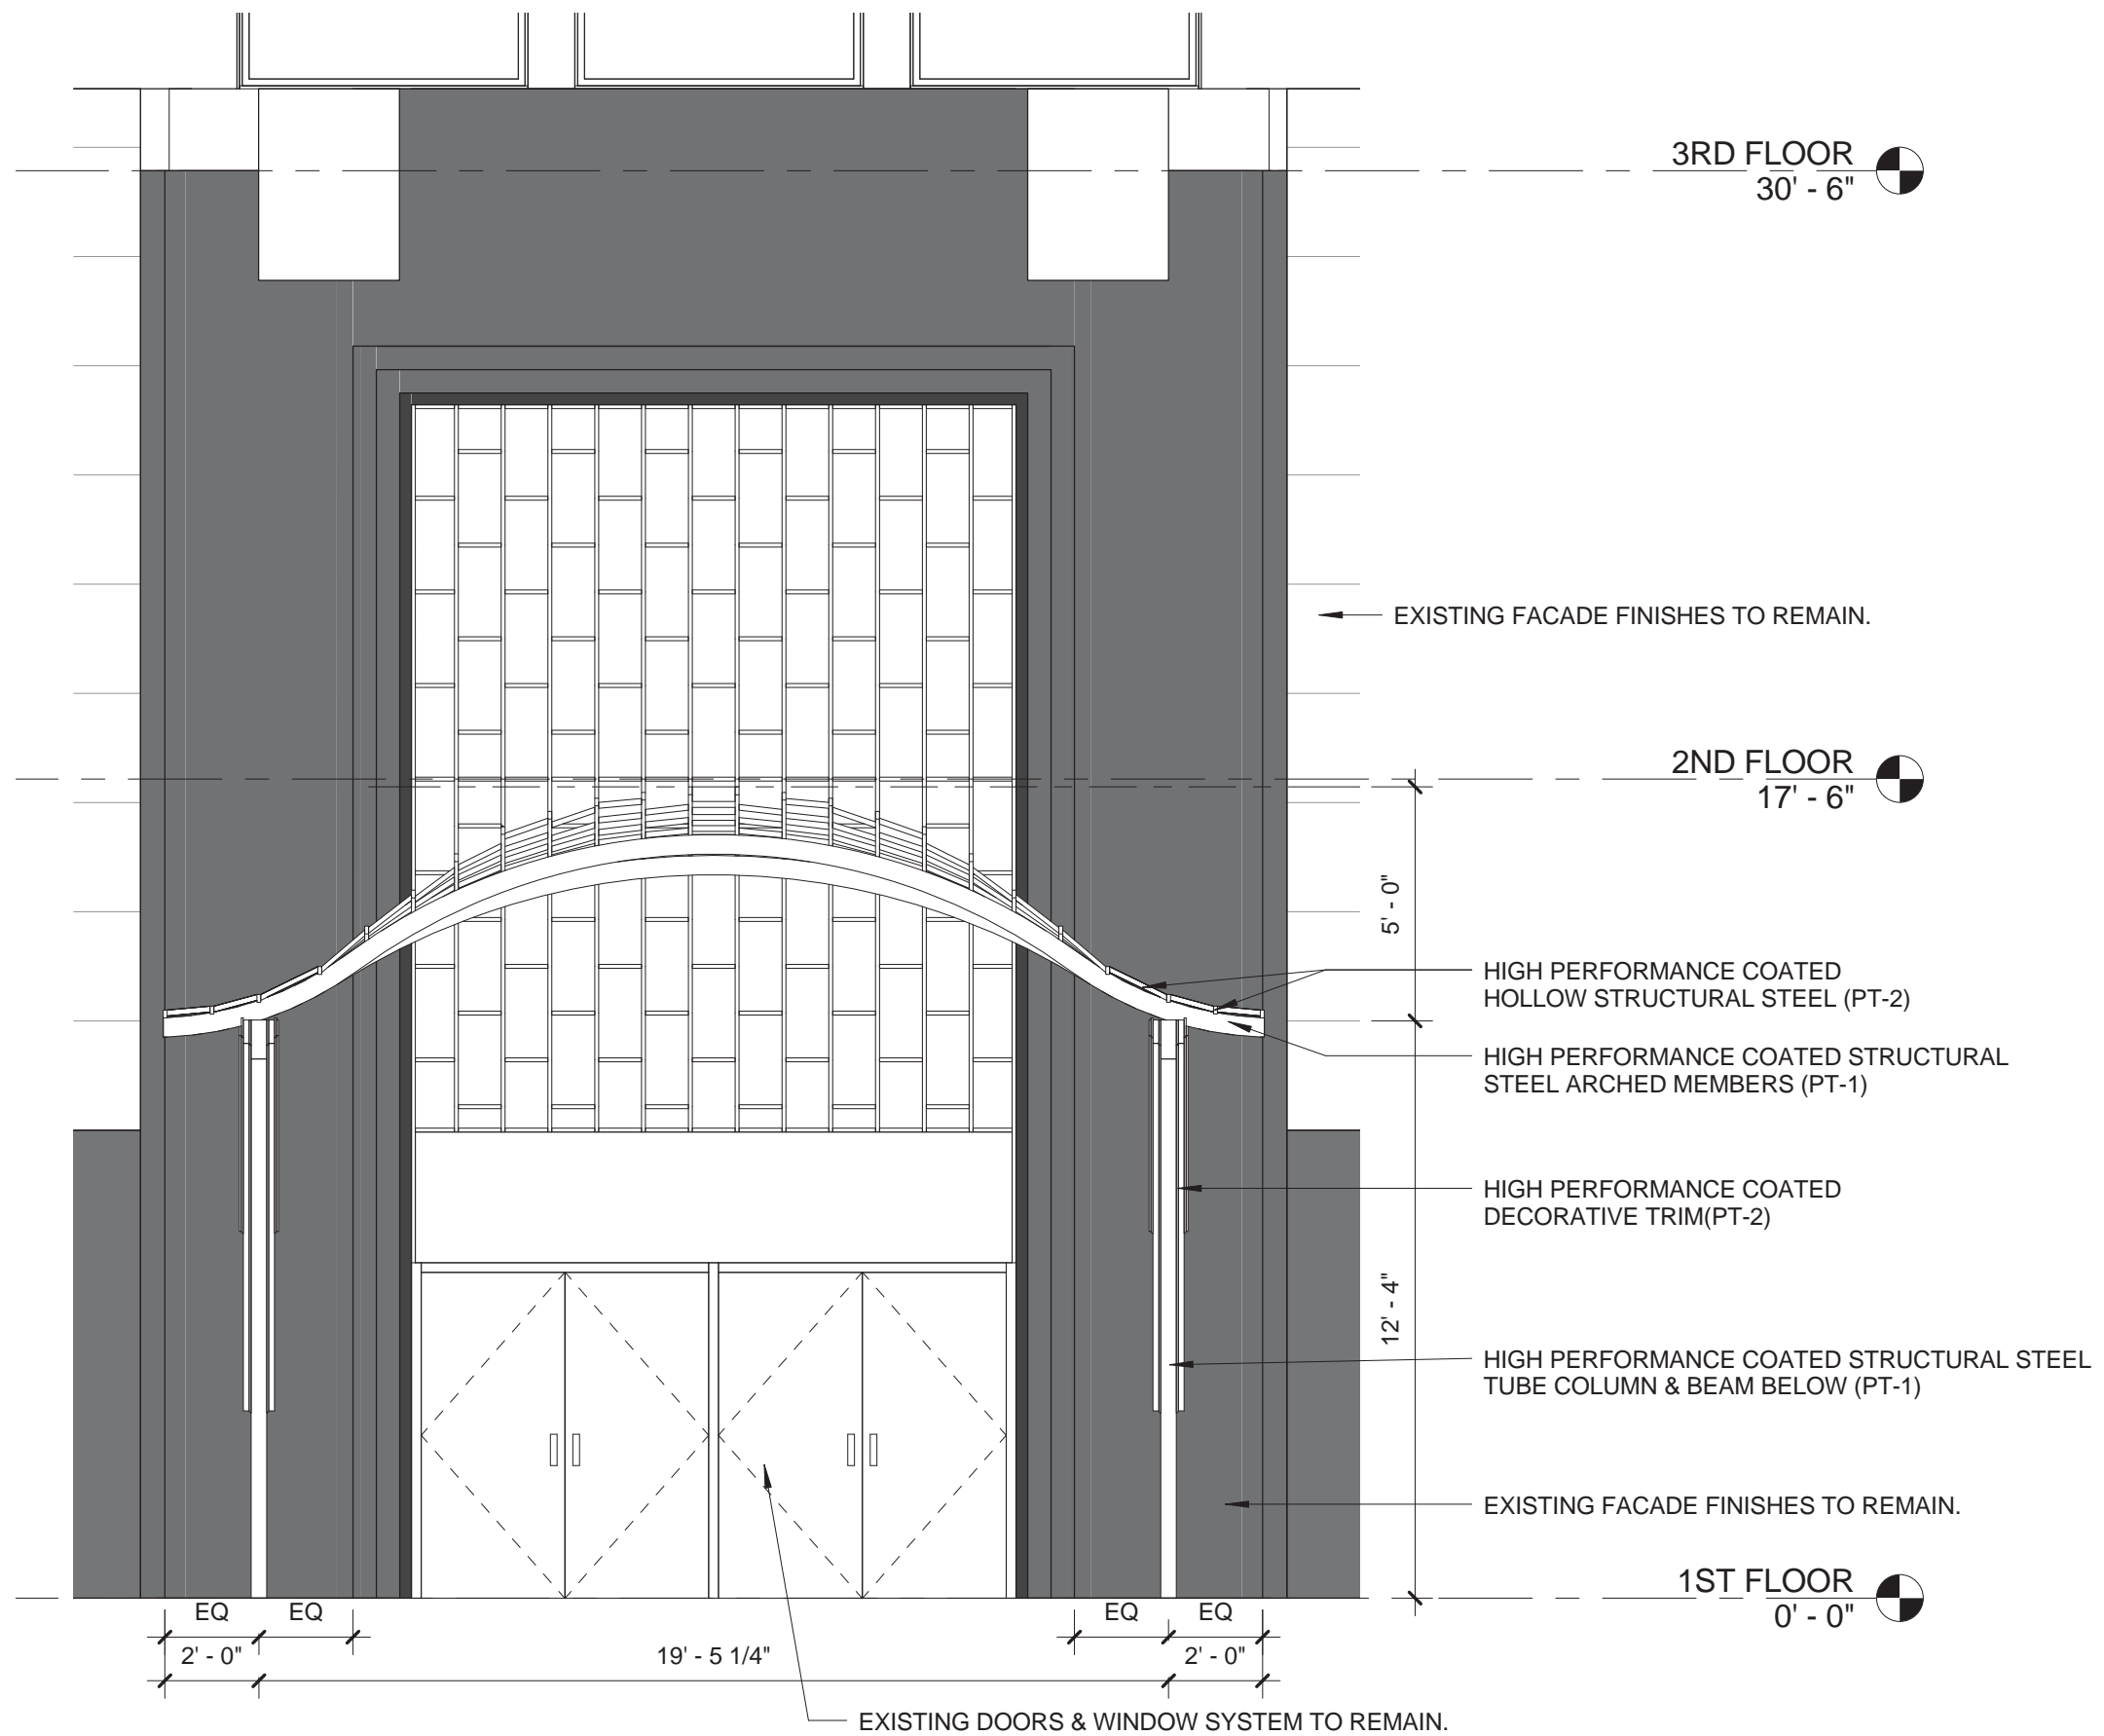 3RD FLOOR
30' - 6"
EXISTING FACADE FINISHES TO REMAIN.
2ND FLOOR
17' - 6"
5' - 0"
HIGH PERFORMANCE COATED
HOLLOW STRUCTURAL STEEL (PT-2)
HIGH PERFORMANCE COATED STRUCTURAL
STEEL ARCHED MEMBERS (PT-1)
HIGH PERFORMANCE COATED
DECORATIVE TRIM(PT-2)
12' - 4"
HIGH PERFORMANCE COATED STRUCTURAL STEEL
TUBE COLUMN & BEAM BELOW (PT-1)
EXISTING FACADE FINISHES TO REMAIN.
1ST FLOOR
0' - 0"
EQ EQ EQ EQ
2' - 0" 19' - 5 1/4" 2' - 0"
EXISTING DOORS & WINDOW SYSTEM TO REMAIN.